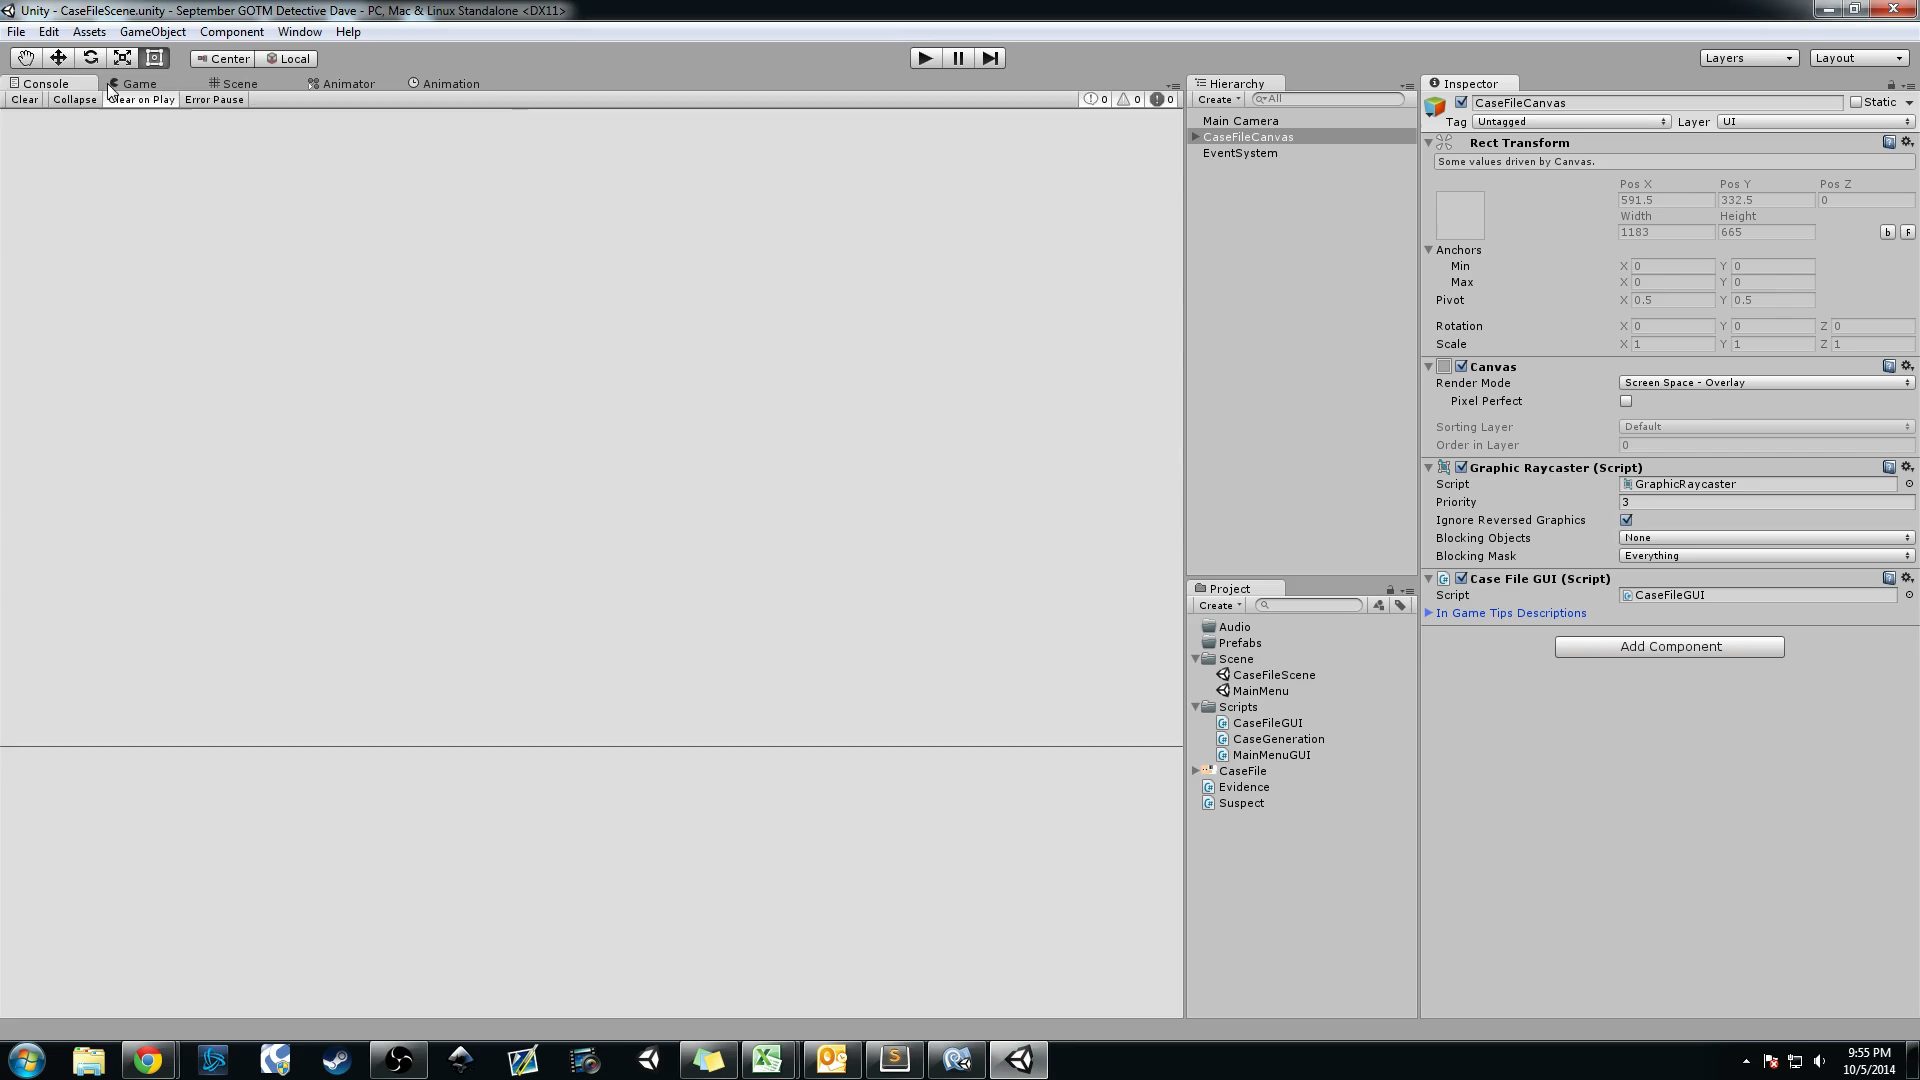 Unity - CaseFileScene.unity - September GOTM Detective Dave - PC, Mac & Linux Standalone <DX11>
File Edit Assets GameObject Component Window Help
Center Local Layers Layout
Console Game Scene Animator Animation
Clear Collapse Clear on Play Error Pause 0 0 0
Hierarchy
Create All
Main Camera
CaseFileCanvas
EventSystem
Project
Create
Audio
Prefabs
Scene
CaseFileScene
MainMenu
Scripts
CaseFileGUI
CaseGeneration
MainMenuGUI
CaseFile
Evidence
Suspect
Inspector
CaseFileCanvas Static
Tag Untagged Layer UI
Rect Transform
Some values driven by Canvas.
Pos X Pos Y Pos Z
591.5 332.5 0
Width Height
1183 665 b R
Anchors
Min X 0 Y 0
Max X 0 Y 0
Pivot X 0.5 Y 0.5
Rotation X 0 Y 0 Z 0
Scale X 1 Y 1 Z 1
Canvas
Render Mode Screen Space - Overlay
Pixel Perfect
Sorting Layer Default
Order in Layer 0
Graphic Raycaster (Script)
Script GraphicRaycaster
Priority 3
Ignore Reversed Graphics
Blocking Objects None
Blocking Mask Everything
Case File GUI (Script)
Script CaseFileGUI
In Game Tips Descriptions
Add Component
9:55 PM
10/5/2014